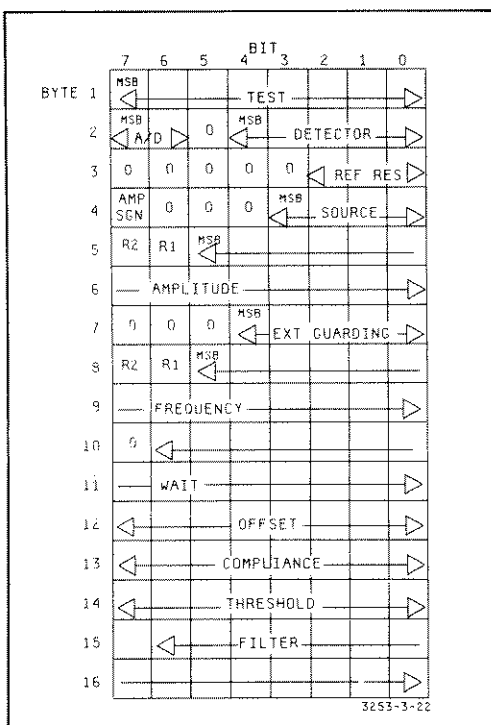 BIT
7 6 5 4 3 2 1 0
BYTE 1 MSB TEST
2 MSB A/D 0 MSB DETECTOR
3 0 0 0 0 0 REF RES
4 AMP SGN 0 0 0 MSB SOURCE
5 R2 R1 MSB
6 AMPLITUDE
7 0 0 0 MSB EXT GUARDING
8 R2 R1 MSB
9 FREQUENCY
10 0
11 WAIT
12 OFFSET
13 COMPLIANCE
14 THRESHOLD
15 FILTER
16
3253-3-22